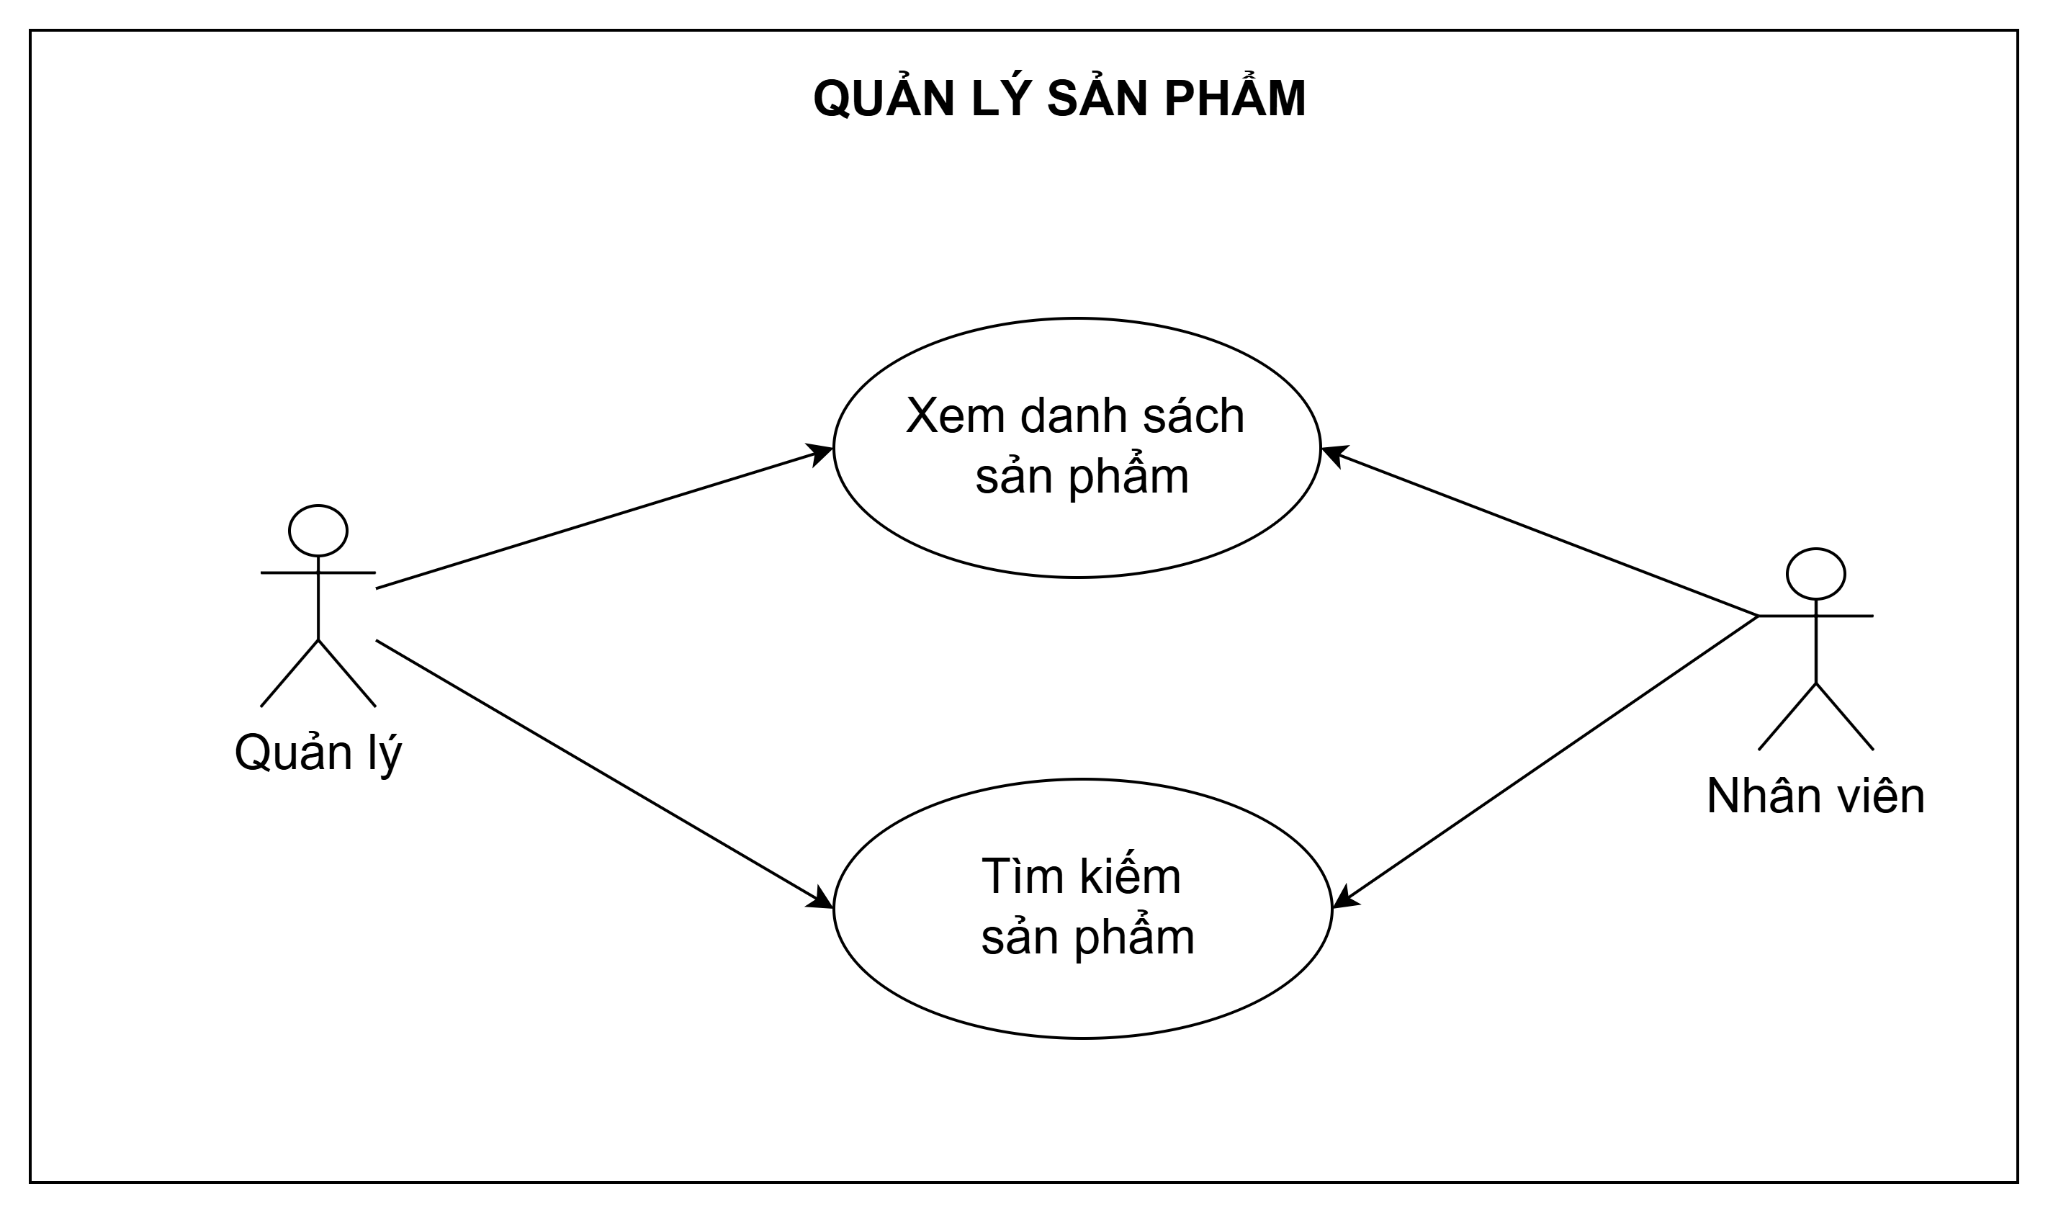 QUẢN LÝ SẢN PHẨM
Xem danh sách
sản phẩm
Quản lý
Nhân viên
Tìm kiếm
sản phẩm